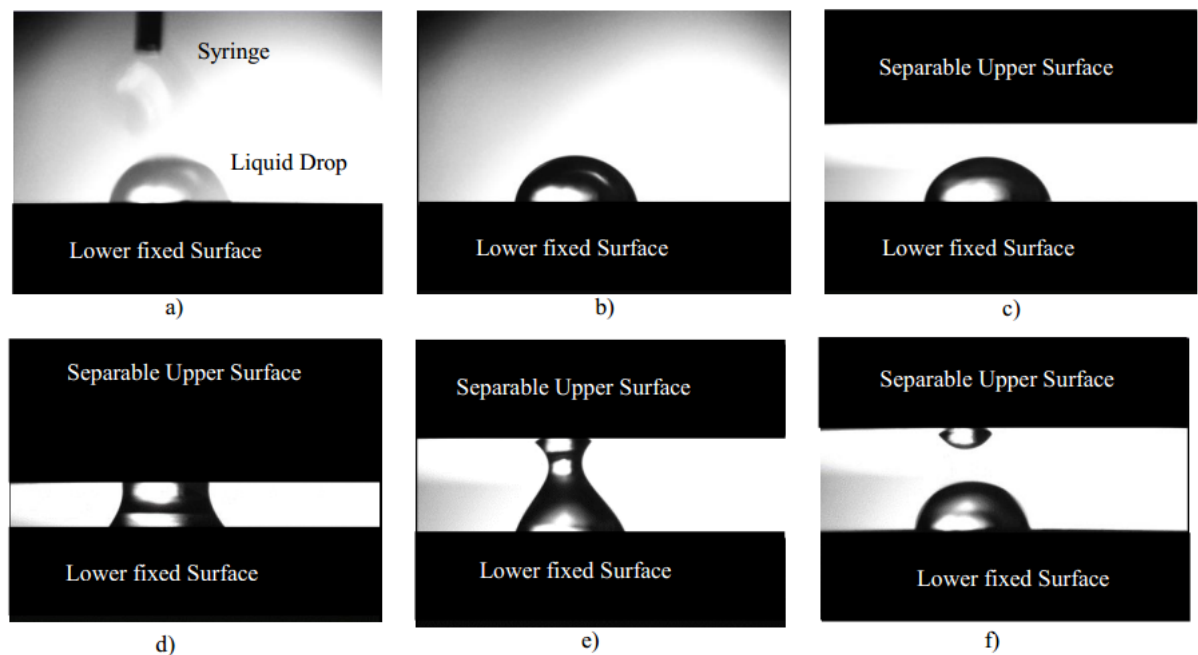 Syringe
Liquid Drop
Lower fixed Surface
a)
Lower fixed Surface
b)
Separable Upper Surface
Lower fixed Surface
c)
Separable Upper Surface
Lower fixed Surface
d)
Separable Upper Surface
Lower fixed Surface
e)
Separable Upper Surface
Lower fixed Surface
f)